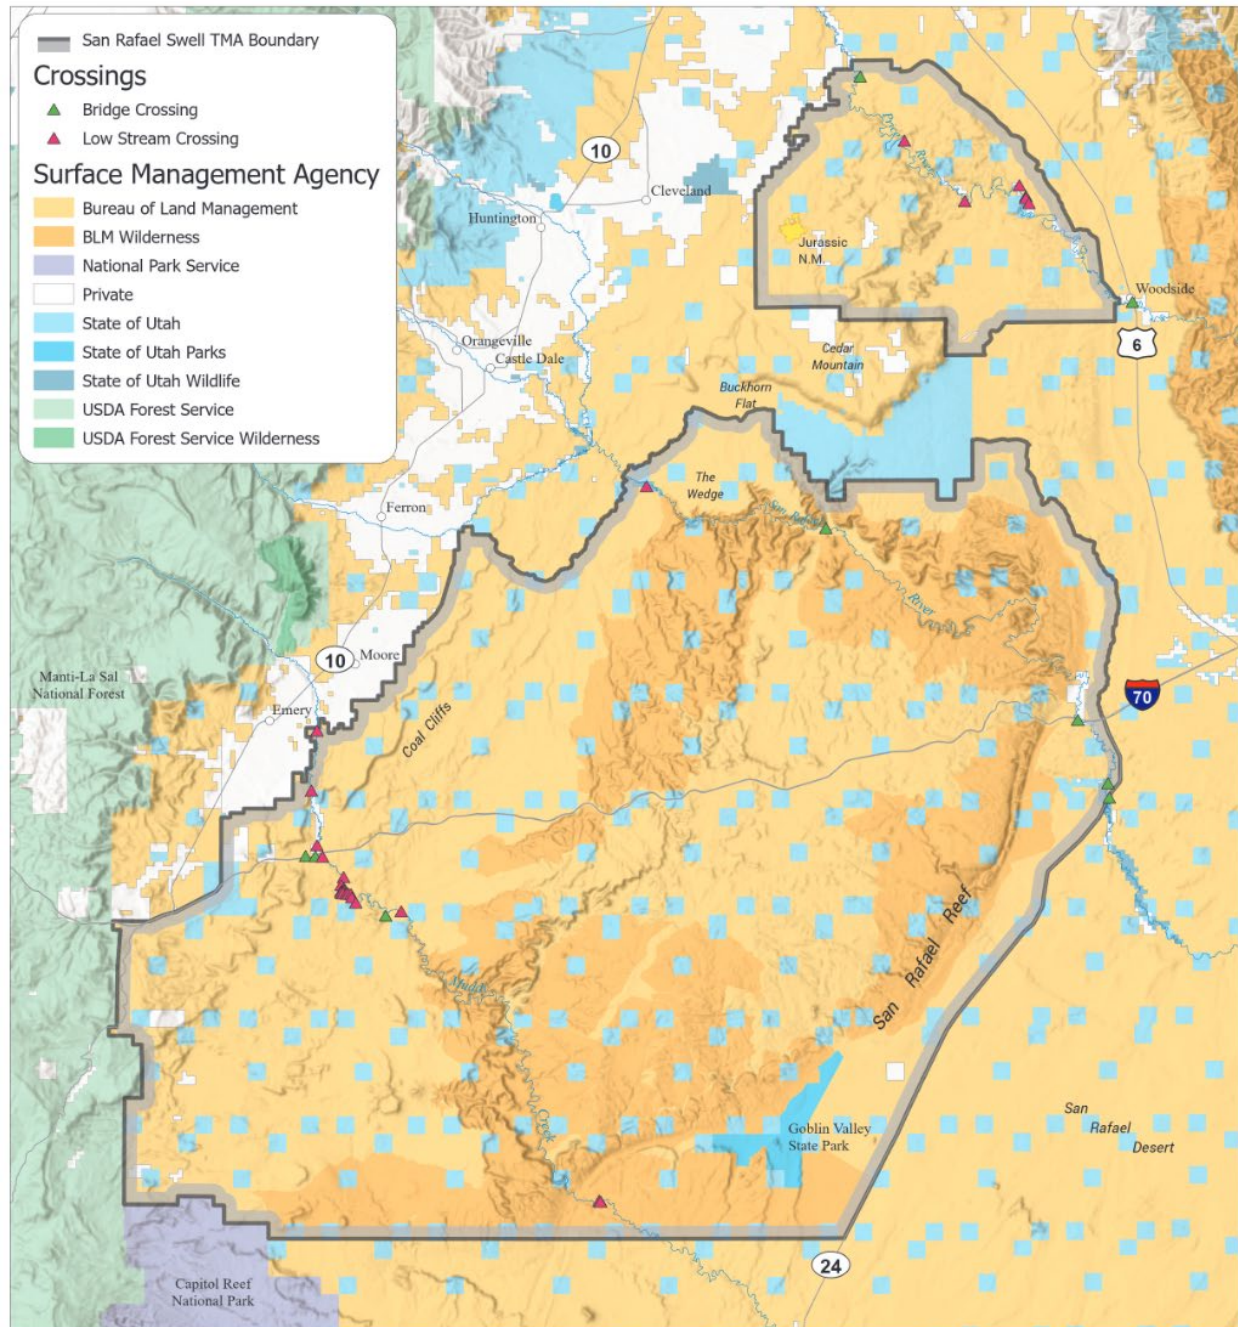 San Rafael Swell TMA Boundary
Crossings
Bridge Crossing
Low Stream Crossing
Surface Management Agency
Bureau of Land Management
BLM Wilderness
National Park Service
Private
State of Utah
State of Utah Parks
State of Utah Wildlife
USDA Forest Service
USDA Forest Service Wilderness
10
Cleveland
Huntington
Price
River
Jurassic
N.M.
Woodside
6
Orangeville
Castle Dale
Cedar
Mountain
Buckhorn
Flat
The
Wedge
San Rafael
River
Ferron
10
Moore
Manti-La Sal
National Forest
Emery
Coal Cliffs
70
San Rafael Reef
Muddy
Creek
Goblin Valley
State Park
San
Rafael
Desert
24
Capitol Reef
National Park